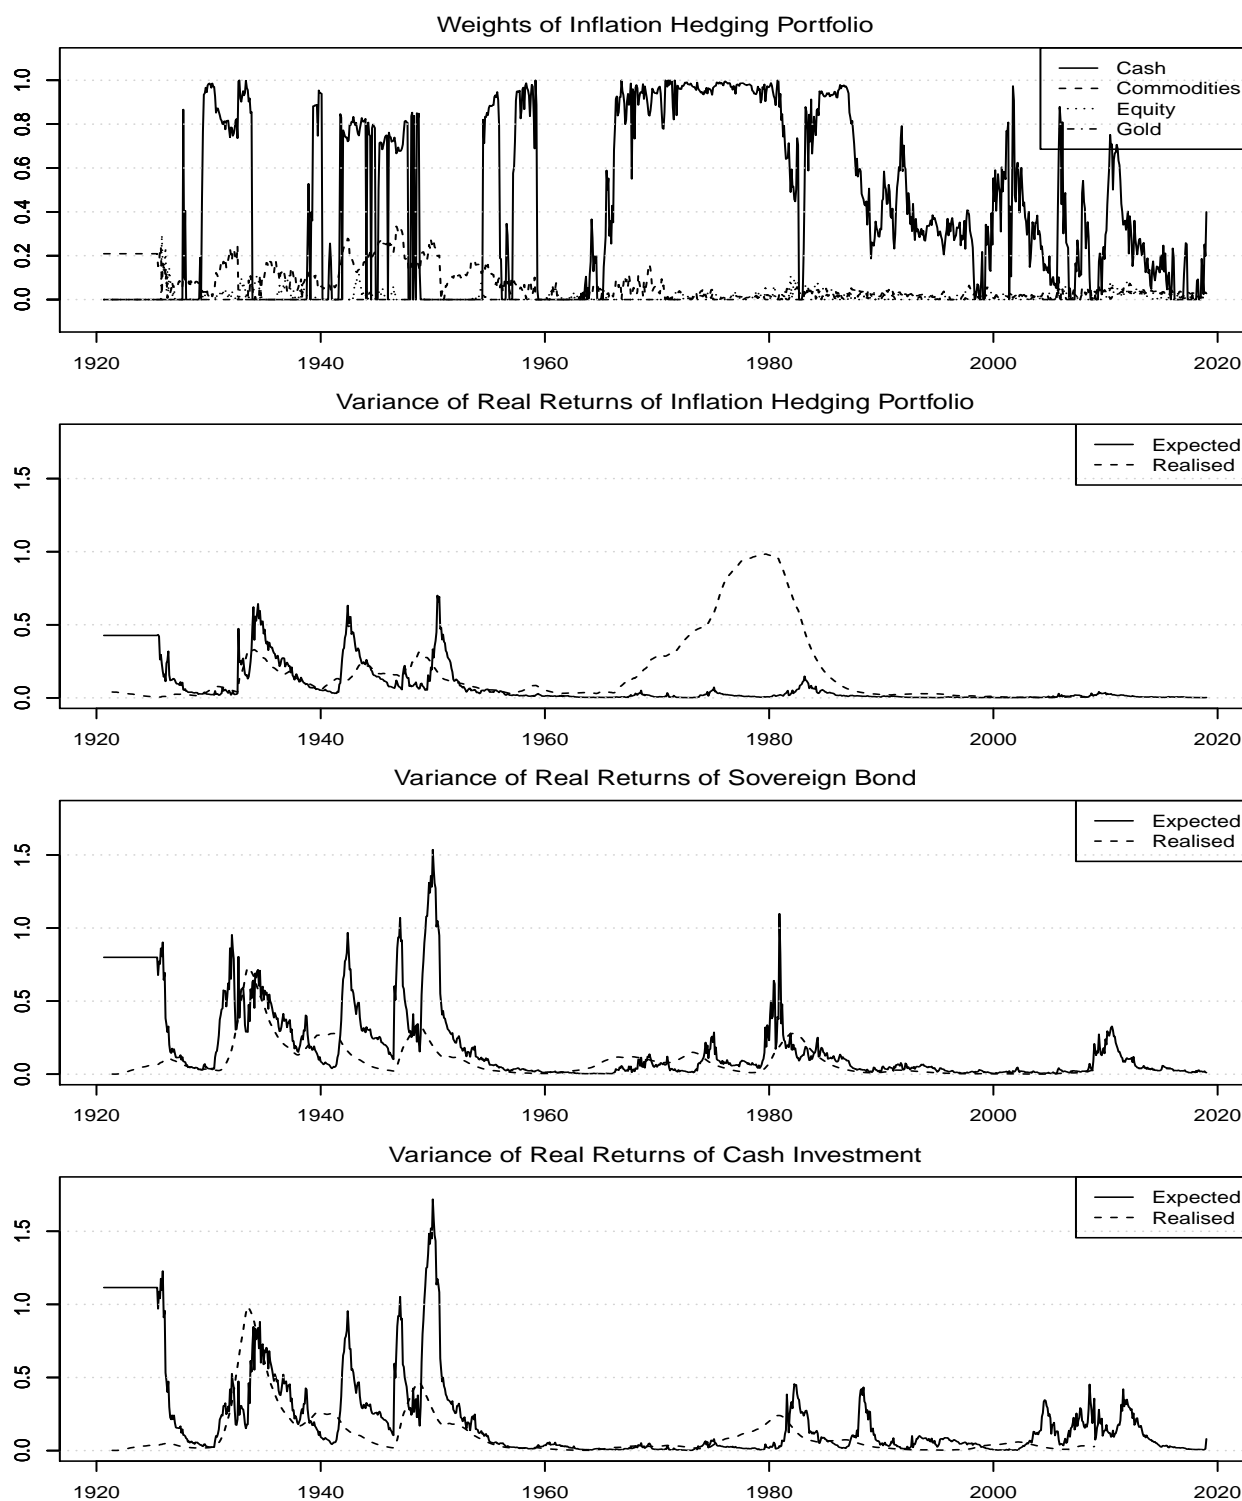 Weights of Inflation Hedging Portfolio
Cash
Commodities
Equity
Gold
0.0 0.2 0.4 0.6 0.8 1.0
1920 1940 1960 1980 2000 2020
Variance of Real Returns of Inflation Hedging Portfolio
Expected
Realised
0.0 0.5 1.0 1.5
1920 1940 1960 1980 2000 2020
Variance of Real Returns of Sovereign Bond
Expected
Realised
0.0 0.5 1.0 1.5
1920 1940 1960 1980 2000 2020
Variance of Real Returns of Cash Investment
Expected
Realised
0.0 0.5 1.0 1.5
1920 1940 1960 1980 2000 2020